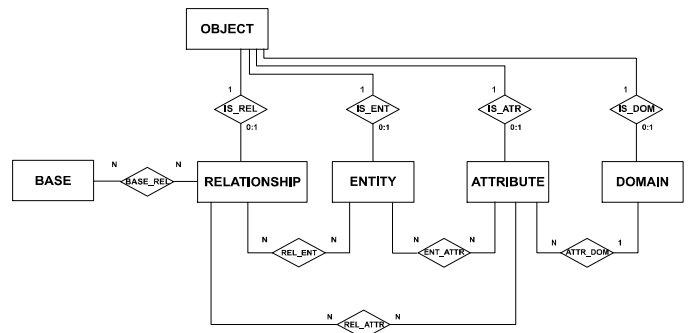 OBJECT
1 1 1 1
IS_REL IS_ENT IS_ATR IS_DOM
0:1 0:1 0:1 0:1
N N
BASE BASE_REL RELATIONSHIP ENTITY ATTRIBUTE DOMAIN
N REL_ENT N N ENT_ATTR N N ATTR_DOM 1
N REL_ATTR N